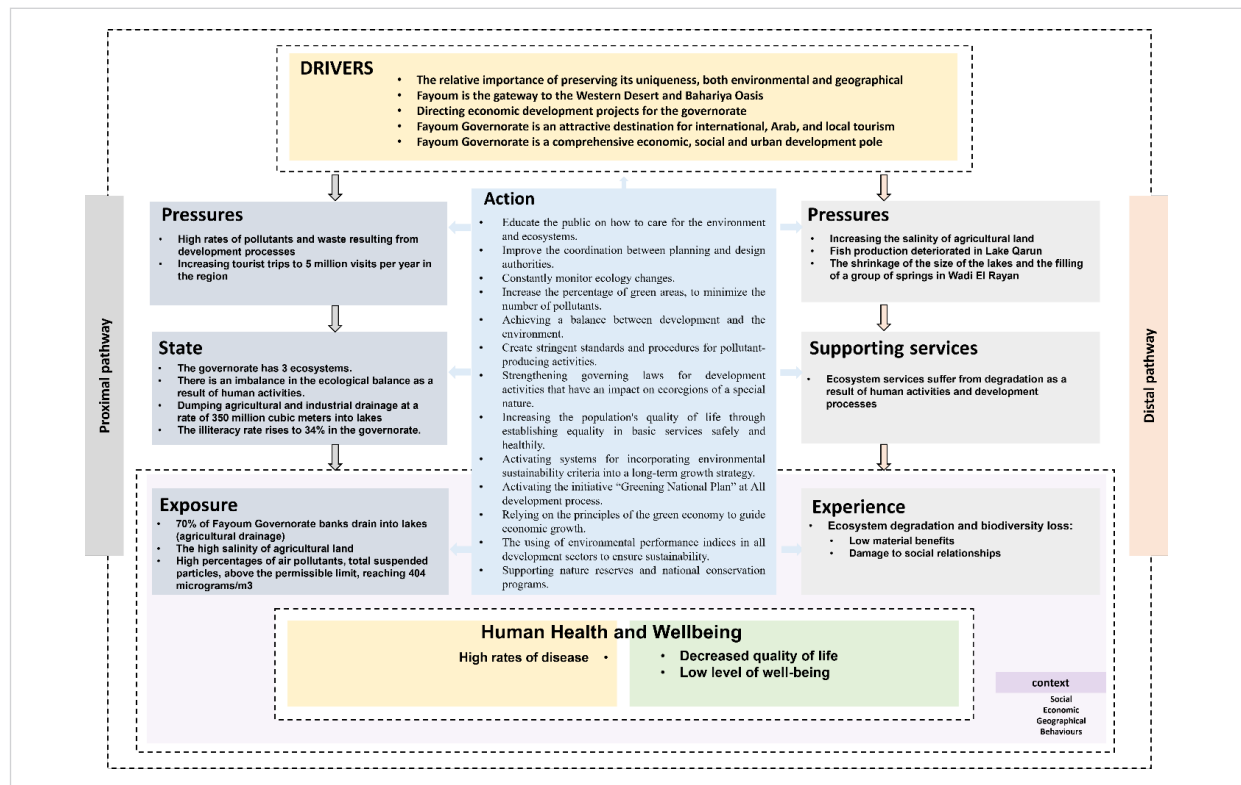 DRIVERS
• The relative importance of preserving its uniqueness, both environmental and geographical
• Fayoum is the gateway to the Western Desert and Bahariya Oasis
• Directing economic development projects for the governorate
• Fayoum Governorate is an attractive destination for international, Arab, and local tourism
• Fayoum Governorate is a comprehensive economic, social and urban development pole
Proximal pathway
Pressures
• High rates of pollutants and waste resulting from
development processes
• Increasing tourist trips to 5 million visits per year in
the region
State
• The governorate has 3 ecosystems.
• There is an imbalance in the ecological balance as a
result of human activities.
• Dumping agricultural and industrial drainage at a
rate of 350 million cubic meters into lakes
• The illiteracy rate rises to 34% in the governorate.
Exposure
• 70% of Fayoum Governorate banks drain into lakes
(agricultural drainage)
• The high salinity of agricultural land
• High percentages of air pollutants, total suspended
particles, above the permissible limit, reaching 404
micrograms/m3
Action
• Educate the public on how to care for the environment
and ecosystems.
• Improve the coordination between planning and design
authorities.
• Constantly monitor ecology changes.
• Increase the percentage of green areas, to minimize the
number of pollutants.
• Achieving a balance between development and the
environment.
• Create stringent standards and procedures for pollutant-
producing activities.
• Strengthening governing laws for development
activities that have an impact on ecoregions of a special
nature.
• Increasing the population's quality of life through
establishing equality in basic services safely and
healthily.
• Activating systems for incorporating environmental
sustainability criteria into a long-term growth strategy.
• Activating the initiative “Greening National Plan” at All
development process.
• Relying on the principles of the green economy to guide
economic growth.
• The using of environmental performance indices in all
development sectors to ensure sustainability.
• Supporting nature reserves and national conservation
programs.
Pressures
• Increasing the salinity of agricultural land
• Fish production deteriorated in Lake Qarun
• The shrinkage of the size of the lakes and the filling
of a group of springs in Wadi El Rayan
Supporting services
• Ecosystem services suffer from degradation as a
result of human activities and development
processes
Experience
• Ecosystem degradation and biodiversity loss:
• Low material benefits
• Damage to social relationships
Distal pathway
Human Health and Wellbeing
High rates of disease •
• Decreased quality of life
• Low level of well-being
context
Social
Economic
Geographical
Behaviours